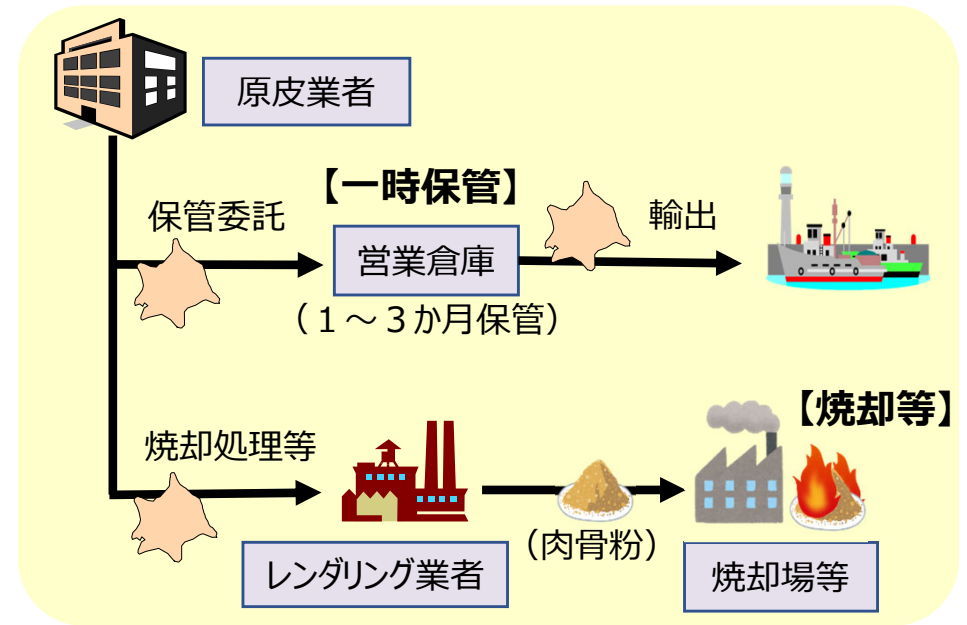 原皮業者
【一時保管】
保管委託
輸出
営業倉庫
（１～３か月保管）
【焼却等】
焼却処理等
（肉骨粉）
レンダリング業者
焼却場等